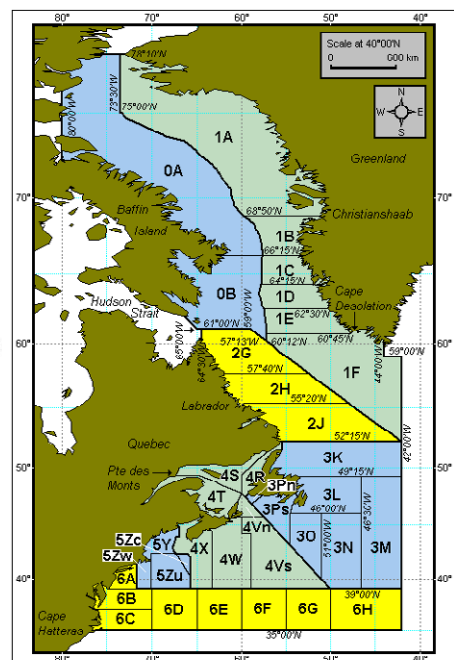 80° 70° 60° 50° 40°
78°10'N
Scale at 40°00'N
0 600 km
73°30'W
80°00'W
75°00'N
N
W E
S
1A
Greenland
0A
70° 70°
68°50'N
Christianshaab
Baffin
Island
1B
66°15'N
1C
64°15'N
Cape
Desolation
1D
0B
62°30'N
Hudson
Strait
59°00'W
1E
61°00'N
60° 60°
65°00'W
57°13'W
60°12'N
60°45'N
59°00'N
2G
44°00'W
64°30'W
57°40'N
1F
2H
55°20'N
Labrador
2J
42°00'W
52°15'N
Quebec
3K
50° 50°
49°15'N
4S
4R
Pte des
Monts
3Pn
4T
3L
3Ps
46°00'N
46°30'W
4Vn
5Zc
5Y
4X
3O
51°00'W
5Zw
4W
3N
3M
5Zu
4Vs
40° 40°
6A
39°00'N
6B
6C
6D
6E
6F
6G
6H
Cape
Hatteras
35°00'N
80° 70° 60° 50° 40°